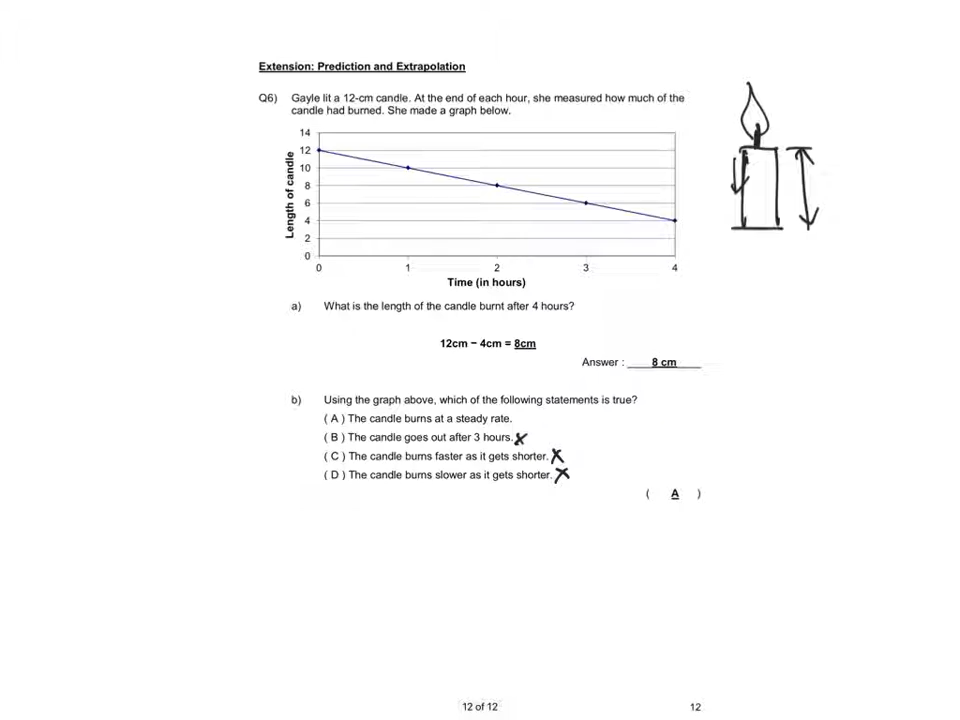 Extension: Prediction and Extrapolation
Q6) Gayle lit a 12-cm candle. At the end of each hour, she measured how much of the
candle had burned. She made a graph below.
14
12
10
8
6
4
2
0
Length of candle
0 1 2 3 4
Time (in hours)
a) What is the length of the candle burnt after 4 hours?
12cm − 4cm = 8cm
Answer : 8 cm
b) Using the graph above, which of the following statements is true?
( A ) The candle burns at a steady rate.
( B ) The candle goes out after 3 hours.
( C ) The candle burns faster as it gets shorter.
( D ) The candle burns slower as it gets shorter.
( A )
12 of 12 12